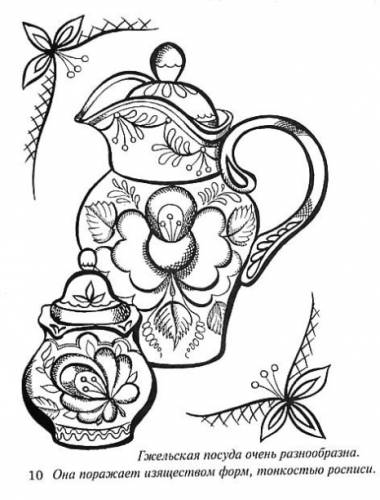 Гжельская посуда очень разнообразна.
10 Она поражает изяществом форм, тонкостью росписи.